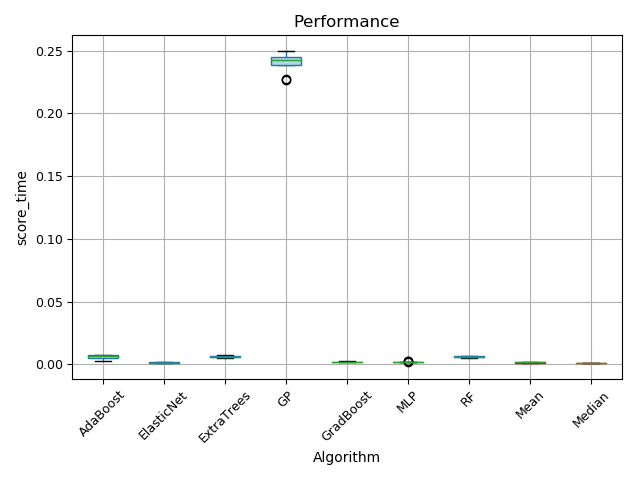 Performance
score_time
0.25
0.20
0.15
0.10
0.05
0.00
AdaBoost
ElasticNet
ExtraTrees
GP
GradBoost
MLP
RF
Mean
Median
Algorithm